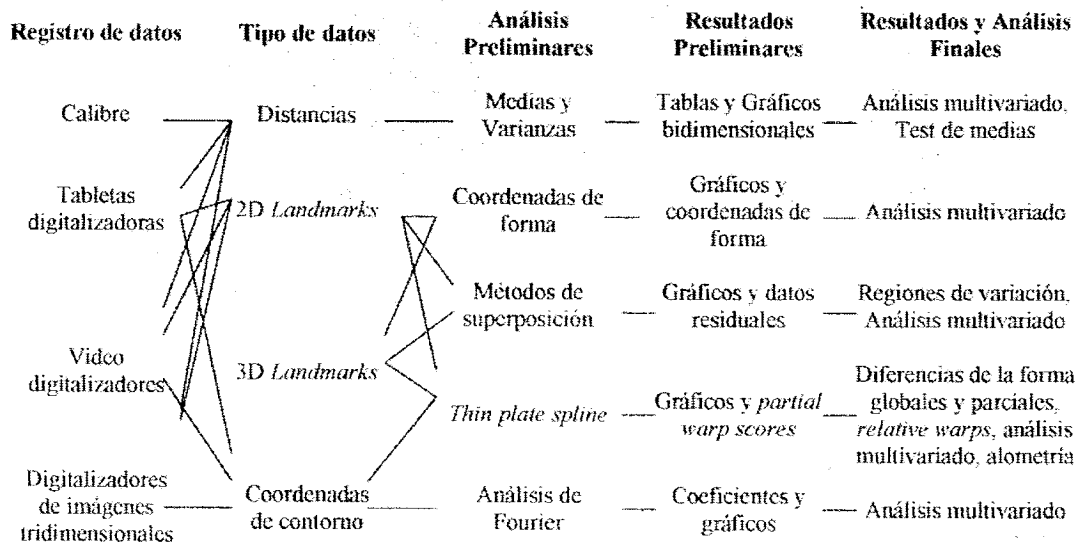 Registro de datos
Tipo de datos
Análisis
Preliminares
Resultados
Preliminares
Resultados y Análisis
Finales
Calibre
Distancias
Medias y
Varianzas
Tablas y Gráficos
bidimensionales
Análisis multivariado,
Test de medias
Tabletas
digitalizadoras
2D Landmarks
Coordenadas de
forma
Gráficos y
coordenadas de
forma
Análisis multivariado
Métodos de
superposición
Gráficos y datos
residuales
Regiones de variación,
Análisis multivariado
Video
digitalizadores
3D Landmarks
Thin plate spline
Gráficos y partial
warp scores
Diferencias de la forma
globales y parciales,
relative warps, análisis
multivariado, alometría
Digitalizadores
de imágenes
tridimensionales
Coordenadas
de contorno
Análisis de
Fourier
Coeficientes y
gráficos
Análisis multivariado